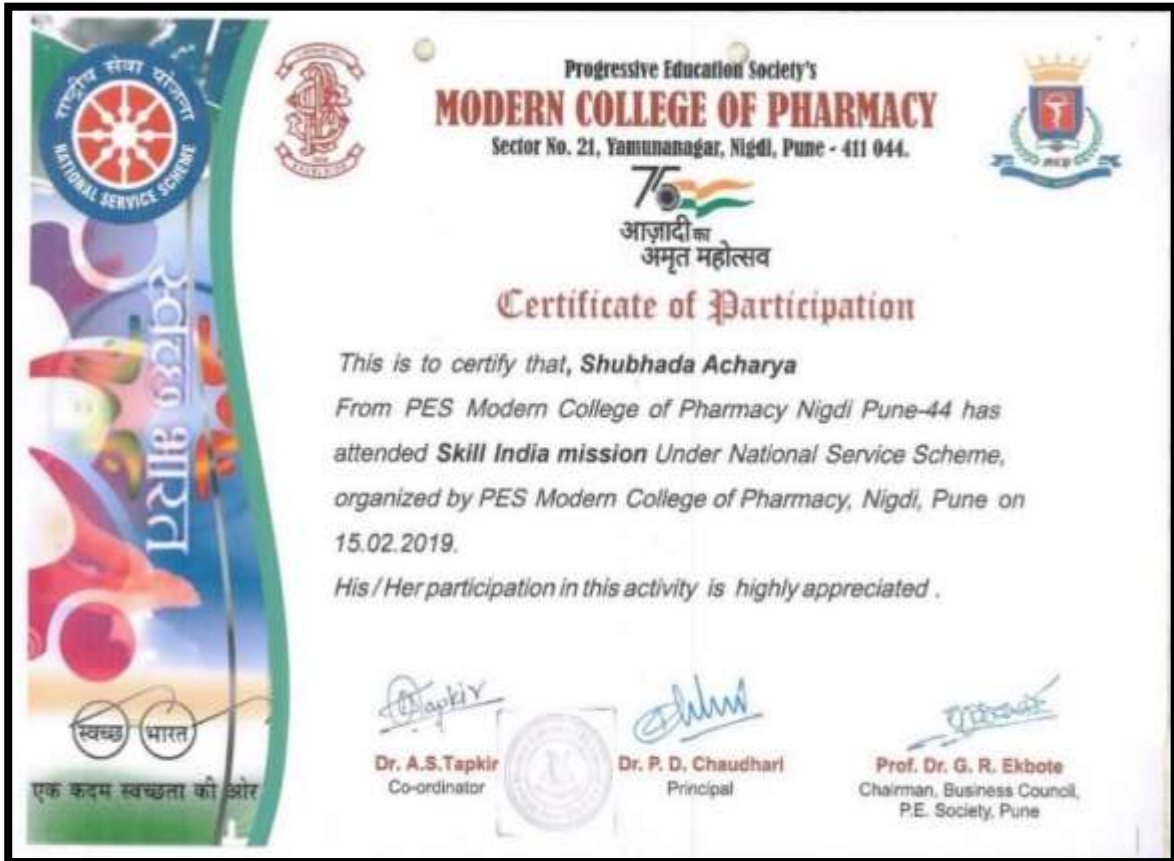 राष्ट्रीय सेवा योजना
NATIONAL SERVICE SCHEME
Progressive Education Society's
MODERN COLLEGE OF PHARMACY
Sector No. 21, Yamunanagar, Nigdi, Pune - 411 044.
mcp
75
आज़ादी का
अमृत महोत्सव
Certificate of Participation
This is to certify that, Shubhada Acharya
From PES Modern College of Pharmacy Nigdi Pune-44 has
attended Skill India mission Under National Service Scheme,
organized by PES Modern College of Pharmacy, Nigdi, Pune on
15.02.2019.
His / Her participation in this activity is highly appreciated .
स्वच्छ भारत
स्वच्छ भारत
एक कदम स्वच्छता की ओर
Tapkir
Dr. A.S.Tapkir
Co-ordinator
Dr. P. D. Chaudhari
Principal
Prof. Dr. G. R. Ekbote
Chairman, Business Council,
P.E. Society, Pune